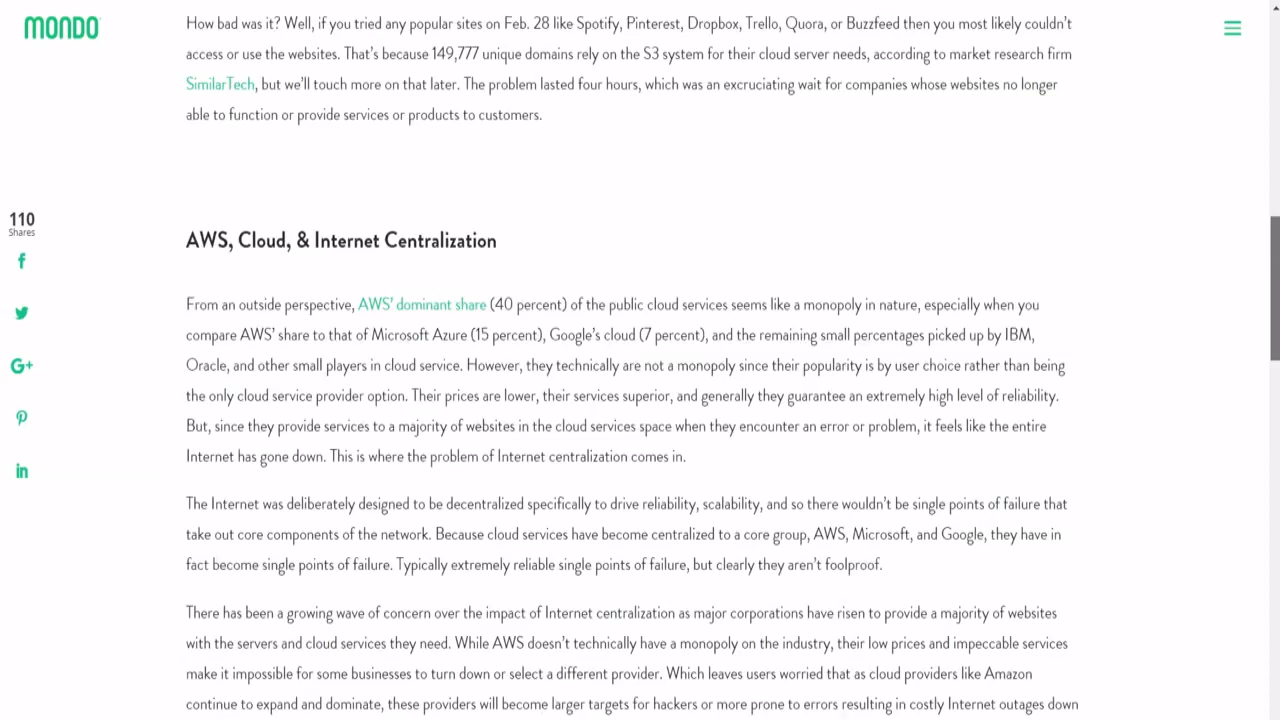 MONDO
How bad was it? Well, if you tried any popular sites on Feb. 28 like Spotify, Pinterest, Dropbox, Trello, Quora, or Buzzfeed then you most likely couldn't
access or use the websites. That's because 149,777 unique domains rely on the S3 system for their cloud server needs, according to market research firm
SimilarTech, but we'll touch more on that later. The problem lasted four hours, which was an excruciating wait for companies whose websites no longer
able to function or provide services or products to customers.
110
Shares
AWS, Cloud, & Internet Centralization
From an outside perspective, AWS' dominant share (40 percent) of the public cloud services seems like a monopoly in nature, especially when you
compare AWS' share to that of Microsoft Azure (15 percent), Google's cloud (7 percent), and the remaining small percentages picked up by IBM,
Oracle, and other small players in cloud service. However, they technically are not a monopoly since their popularity is by user choice rather than being
the only cloud service provider option. Their prices are lower, their services superior, and generally they guarantee an extremely high level of reliability.
But, since they provide services to a majority of websites in the cloud services space when they encounter an error or problem, it feels like the entire
Internet has gone down. This is where the problem of Internet centralization comes in.
The Internet was deliberately designed to be decentralized specifically to drive reliability, scalability, and so there wouldn't be single points of failure that
take out core components of the network. Because cloud services have become centralized to a core group, AWS, Microsoft, and Google, they have in
fact become single points of failure. Typically extremely reliable single points of failure, but clearly they aren't foolproof.
There has been a growing wave of concern over the impact of Internet centralization as major corporations have risen to provide a majority of websites
with the servers and cloud services they need. While AWS doesn't technically have a monopoly on the industry, their low prices and impeccable services
make it impossible for some businesses to turn down or select a different provider. Which leaves users worried that as cloud providers like Amazon
continue to expand and dominate, these providers will become larger targets for hackers or more prone to errors resulting in costly Internet outages down